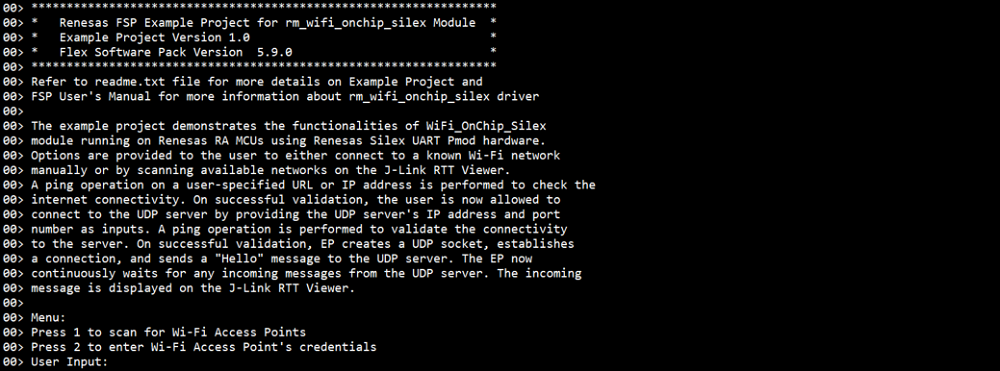 00> ****************************************************************
00> *   Renesas FSP Example Project for rm_wifi_onchip_silex Module  *
00> *   Example Project Version 1.0                                  *
00> *   Flex Software Pack Version  5.9.0                            *
00> ****************************************************************
00> Refer to readme.txt file for more details on Example Project and
00> FSP User's Manual for more information about rm_wifi_onchip_silex driver
00>
00> The example project demonstrates the functionalities of WiFi_OnChip_Silex
00> module running on Renesas RA MCUs using Renesas Silex UART Pmod hardware.
00> Options are provided to the user to either connect to a known Wi-Fi network
00> manually or by scanning available networks on the J-Link RTT Viewer.
00> A ping operation on a user-specified URL or IP address is performed to check the
00> internet connectivity. On successful validation, the user is now allowed to
00> connect to the UDP server by providing the UDP server's IP address and port
00> number as inputs. A ping operation is performed to validate the connectivity
00> to the server. On successful validation, EP creates a UDP socket, establishes
00> a connection, and sends a "Hello" message to the UDP server. The EP now
00> continuously waits for any incoming messages from the UDP server. The incoming
00> message is displayed on the J-Link RTT Viewer.
00>
00> Menu:
00> Press 1 to scan for Wi-Fi Access Points
00> Press 2 to enter Wi-Fi Access Point's credentials
00> User Input: